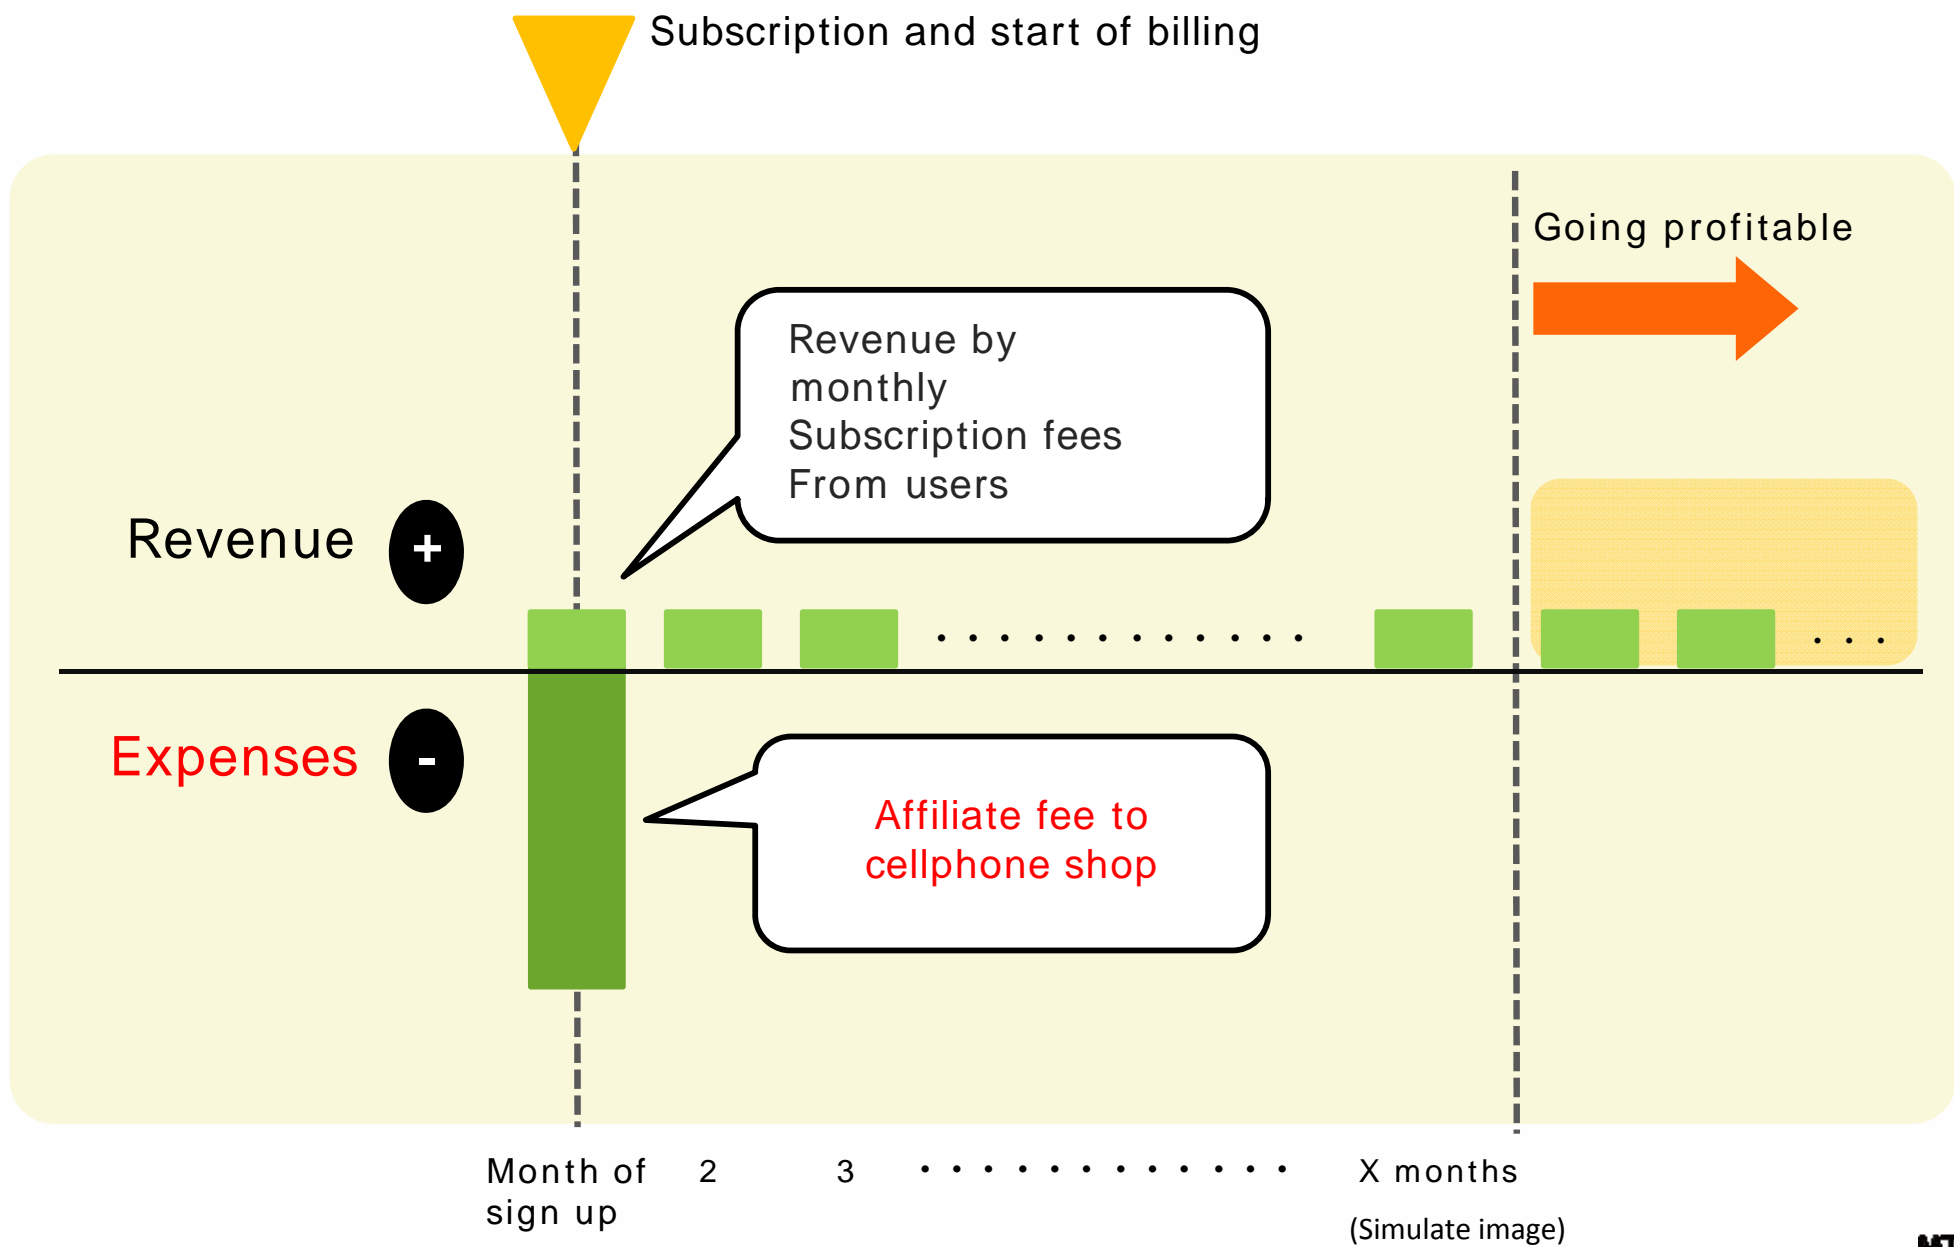 Subscription and start of billing
Going profitable
Revenue by
monthly
Subscription fees
From users
Revenue
+
· · · · · · · · · · · ·
· · ·
Expenses
-
Affiliate fee to
cellphone shop
Month of
sign up
2
3
· · · · · · · · · · · ·
X months
(Simulate image)